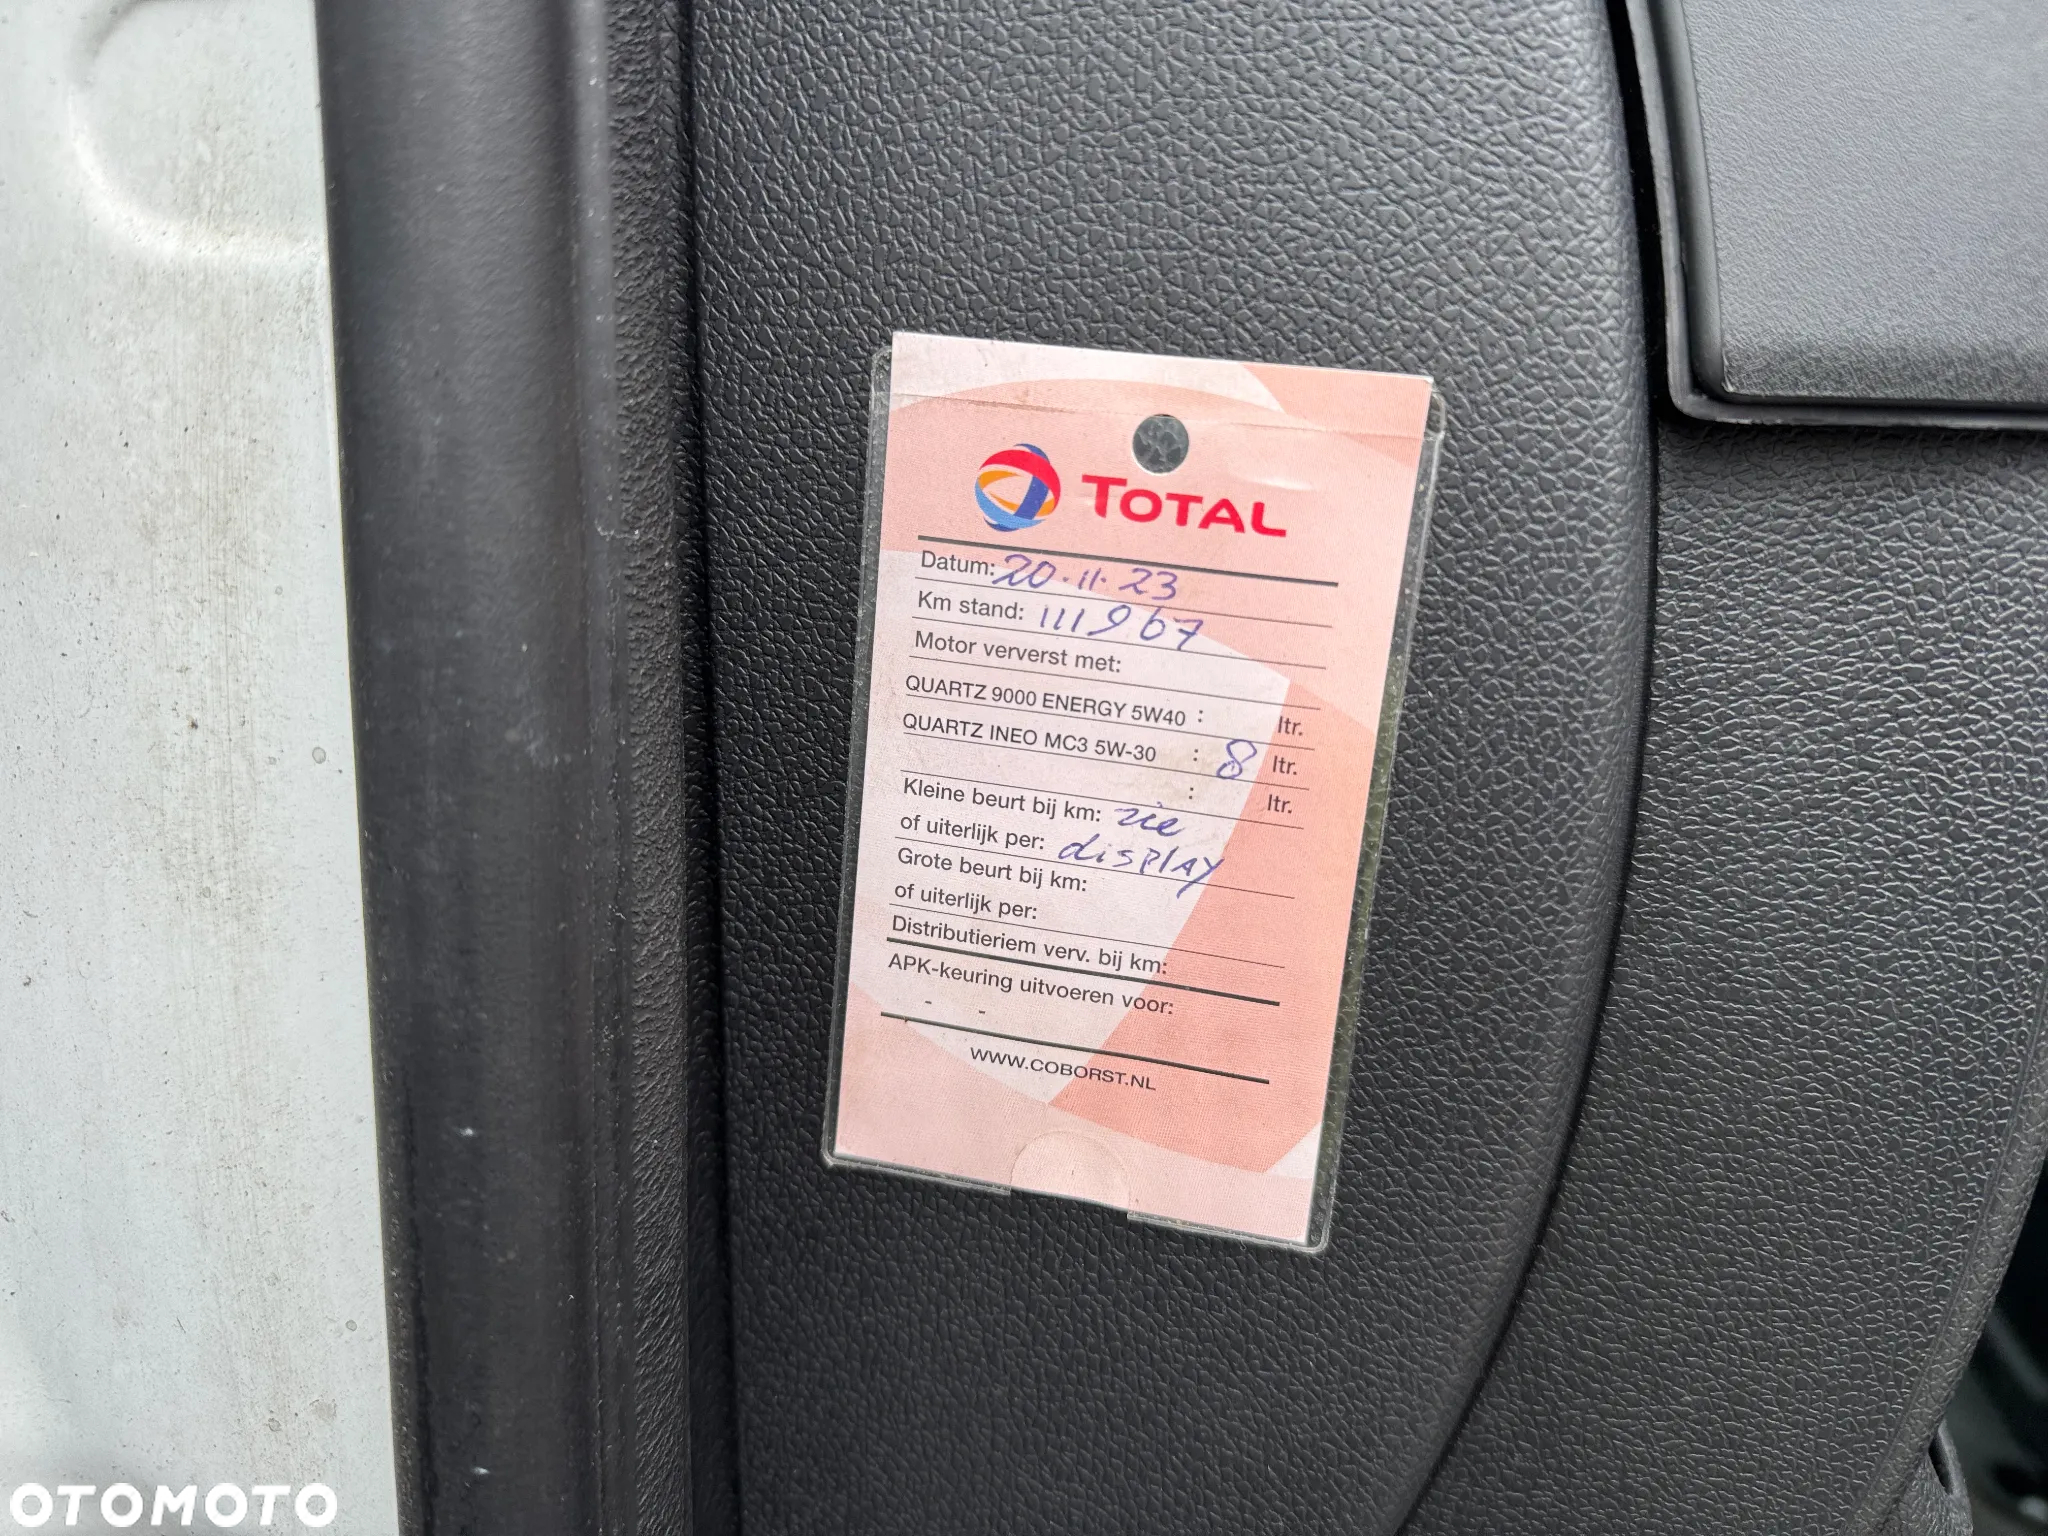 TOTAL
Datum: 20.11.23
Km stand: 111967
Motor ververst met:
QUARTZ 9000 ENERGY 5W40 : ltr.
QUARTZ INEO MC3 5W-30 : 8 ltr.
: ltr.
Kleine beurt bij km: zie
of uiterlijk per: display
Grote beurt bij km:
of uiterlijk per:
Distributieriem verv. bij km:
APK-keuring uitvoeren voor:
- -
WWW.COBORST.NL
OTOMOTO